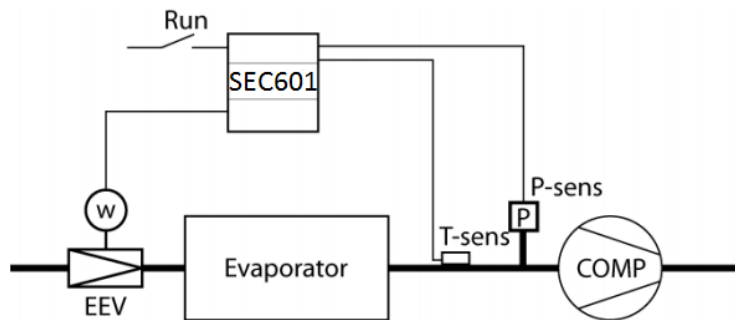 Run
SEC601
P-sens
W
P
T-sens
Evaporator
COMP
EEV